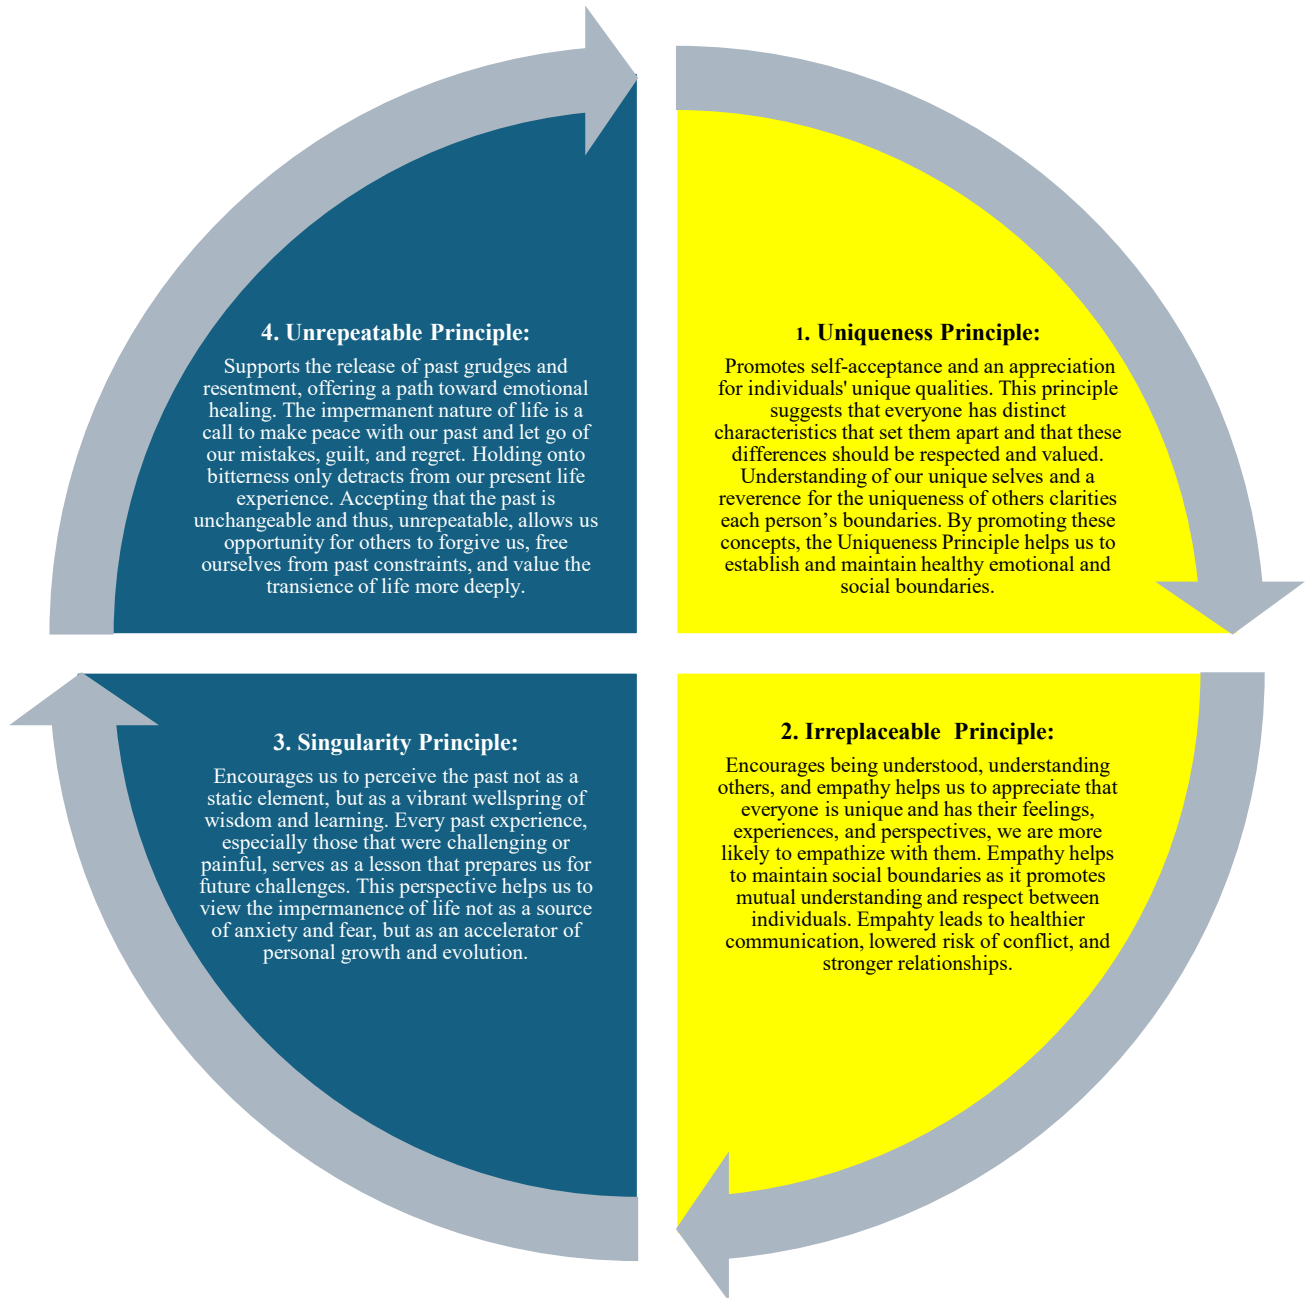 4. Unrepeatable Principle:
Supports the release of past grudges and
resentment, offering a path toward emotional
healing. The impermanent nature of life is a
call to make peace with our past and let go of
our mistakes, guilt, and regret. Holding onto
bitterness only detracts from our present life
experience. Accepting that the past is
unchangeable and thus, unrepeatable, allows us
opportunity for others to forgive us, free
ourselves from past constraints, and value the
transience of life more deeply.
1. Uniqueness Principle:
Promotes self-acceptance and an appreciation
for individuals' unique qualities. This principle
suggests that everyone has distinct
characteristics that set them apart and that these
differences should be respected and valued.
Understanding of our unique selves and a
reverence for the uniqueness of others clarities
each person’s boundaries. By promoting these
concepts, the Uniqueness Principle helps us to
establish and maintain healthy emotional and
social boundaries.
3. Singularity Principle:
Encourages us to perceive the past not as a
static element, but as a vibrant wellspring of
wisdom and learning. Every past experience,
especially those that were challenging or
painful, serves as a lesson that prepares us for
future challenges. This perspective helps us to
view the impermanence of life not as a source
of anxiety and fear, but as an accelerator of
personal growth and evolution.
2. Irreplaceable Principle:
Encourages being understood, understanding
others, and empathy helps us to appreciate that
everyone is unique and has their feelings,
experiences, and perspectives, we are more
likely to empathize with them. Empathy helps
to maintain social boundaries as it promotes
mutual understanding and respect between
individuals. Empahty leads to healthier
communication, lowered risk of conflict, and
stronger relationships.